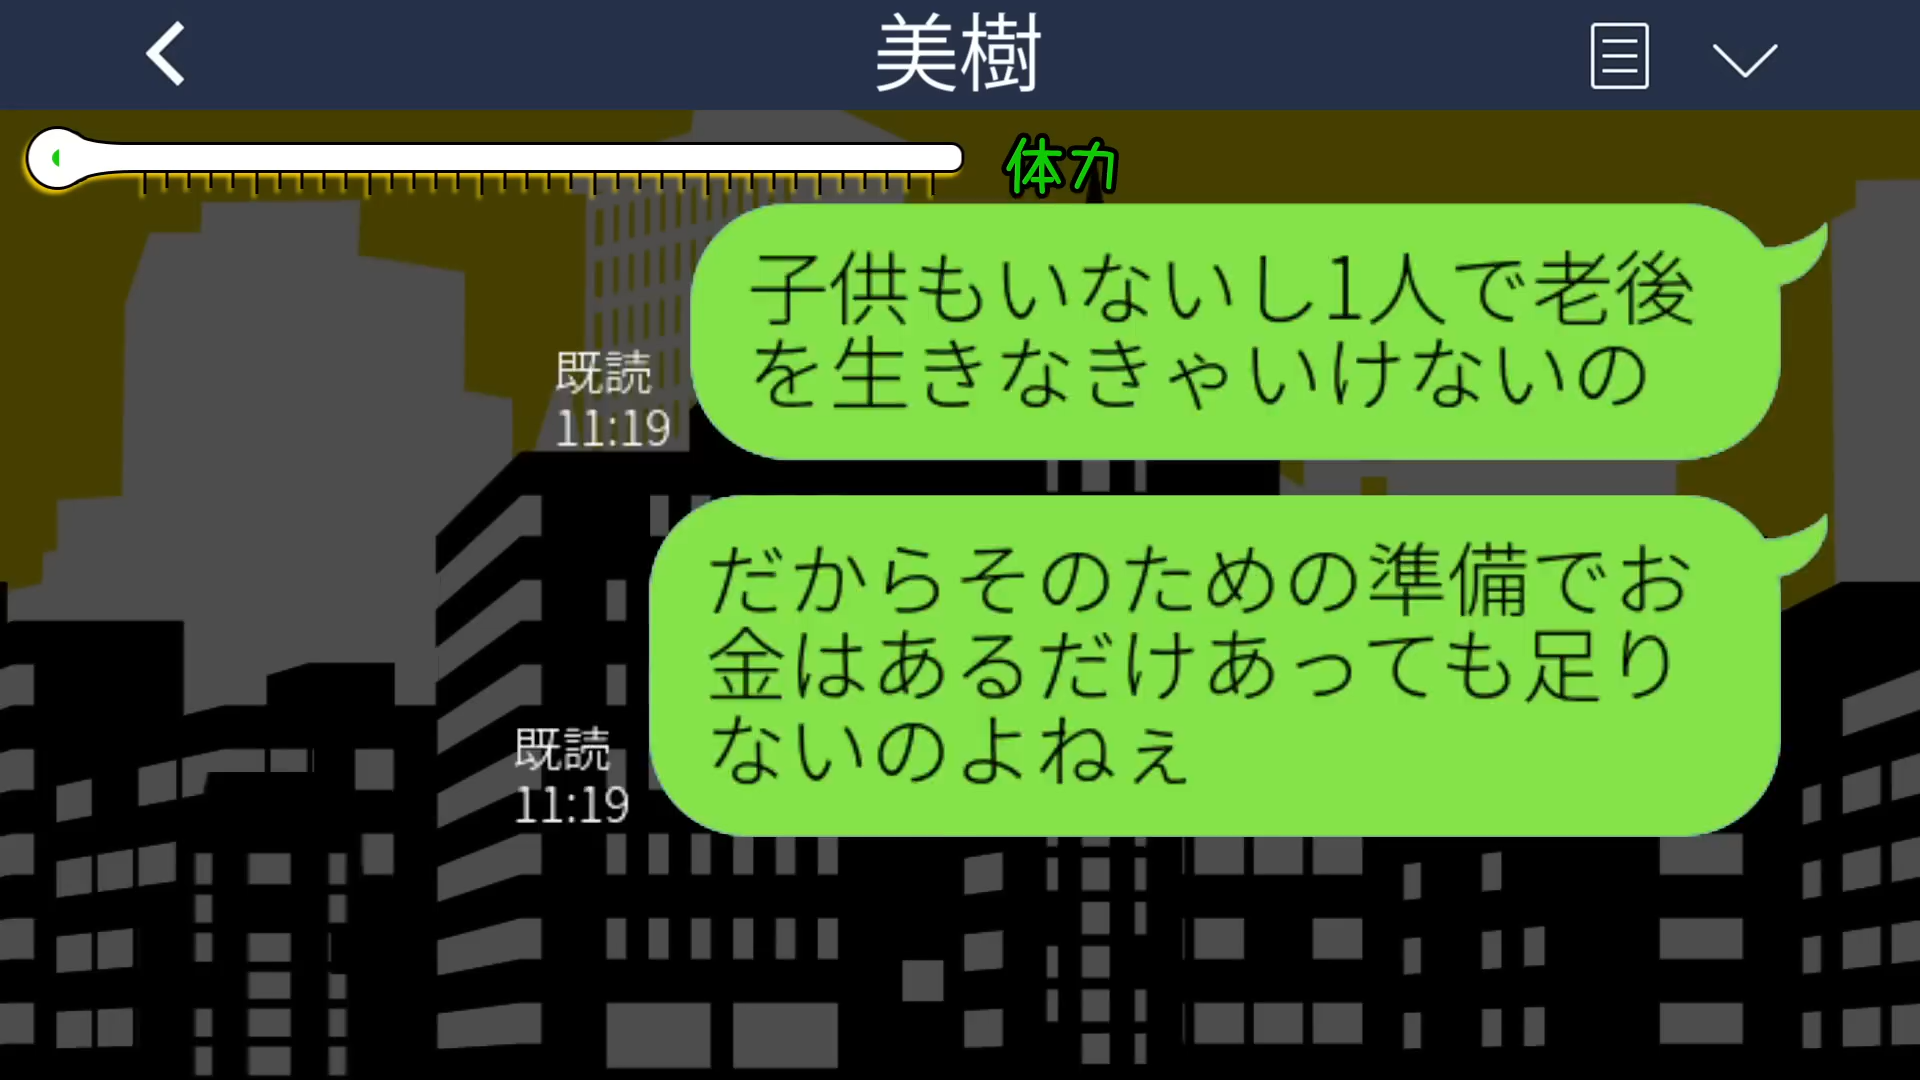 美樹
体力
子供もいないし1人で老後
を生きなきゃいけないの
既読
11:19
だからそのための準備でお
金はあるだけあっても足り
ないのよねぇ
既読
11:19